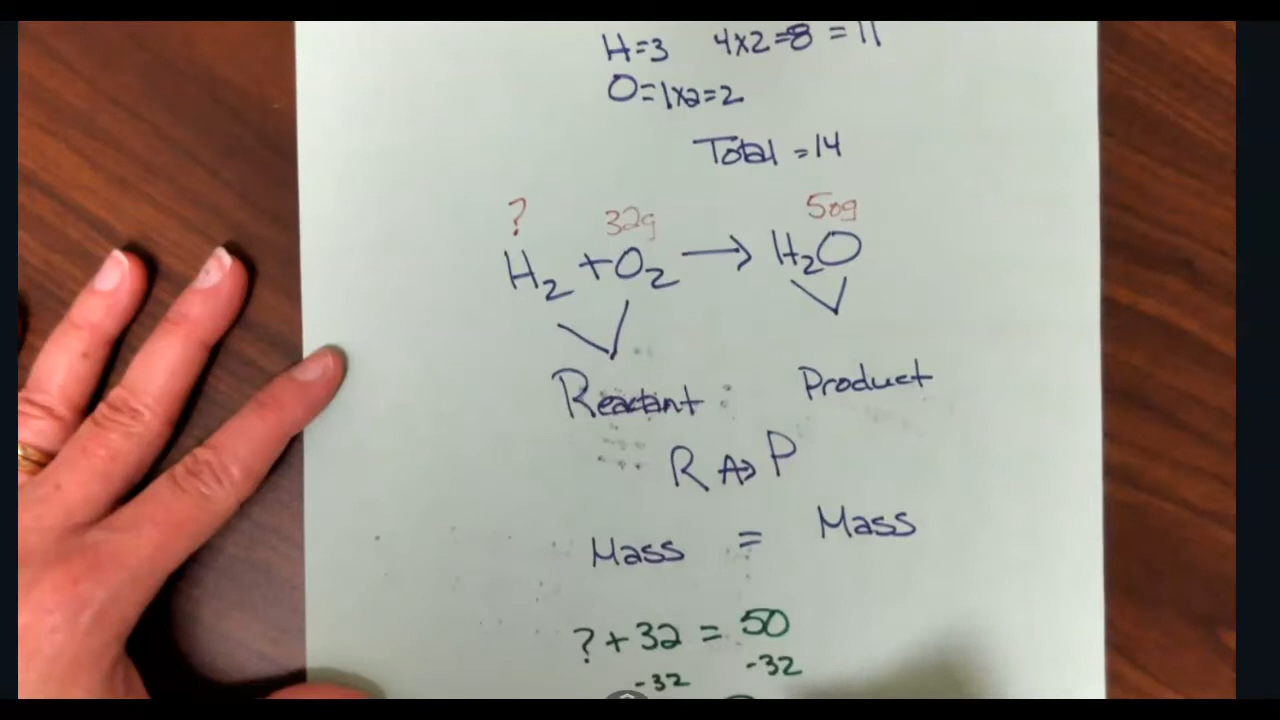 H=3 4x2=8 = 11
O=1x2=2
Total =14
? 32g 50g
H₂ + O₂ → H₂O
Reactant Product
R → P
Mass = Mass
? + 32 = 50
-32 -32